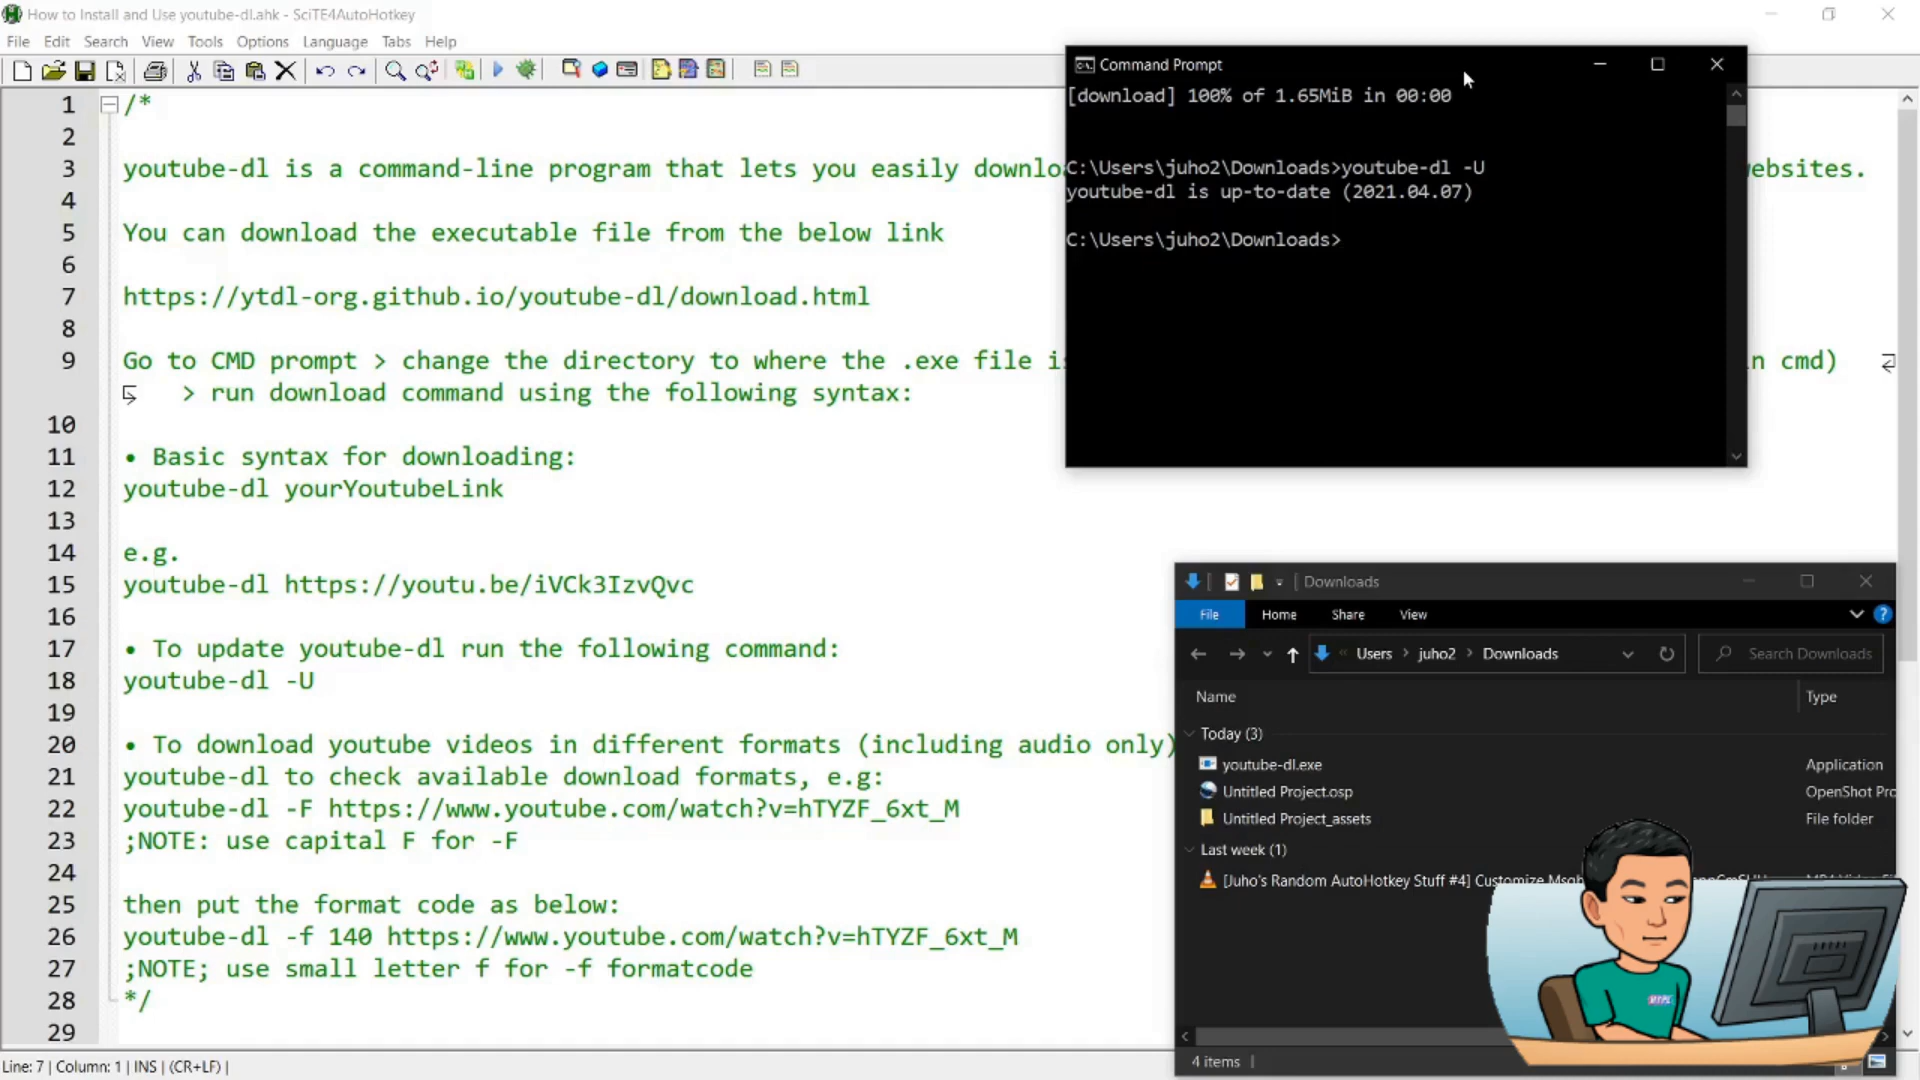 How to Install and Use youtube-dl.ahk - SciTE4AutoHotkey
File Edit Search View Tools Options Language Tabs Help
1 /*
2
3 youtube-dl is a command-line program that lets you easily downlo ebsites.
4
5 You can download the executable file from the below link
6
7 https://ytdl-org.github.io/youtube-dl/download.html
8
9 Go to CMD prompt > change the directory to where the .exe file is n cmd)
> run download command using the following syntax:
10
11 • Basic syntax for downloading:
12 youtube-dl yourYoutubeLink
13
14 e.g.
15 youtube-dl https://youtu.be/iVCk3IzvQvc
16
17 • To update youtube-dl run the following command:
18 youtube-dl -U
19
20 • To download youtube videos in different formats (including audio only)
21 youtube-dl to check available download formats, e.g:
22 youtube-dl -F https://www.youtube.com/watch?v=hTYZF_6xt_M
23 ;NOTE: use capital F for -F
24
25 then put the format code as below:
26 youtube-dl -f 140 https://www.youtube.com/watch?v=hTYZF_6xt_M
27 ;NOTE; use small letter f for -f formatcode
28 */
29
Line: 7 | Column: 1 | INS | (CR+LF) |
Command Prompt
[download] 100% of 1.65MiB in 00:00
C:\Users\juho2\Downloads>youtube-dl -U
youtube-dl is up-to-date (2021.04.07)
C:\Users\juho2\Downloads>
Downloads
File Home Share View
Users > juho2 > Downloads
Search Downloads
Name Type
Today (3)
youtube-dl.exe Application
Untitled Project.osp OpenShot Pro
Untitled Project_assets File folder
Last week (1)
[Juho's Random AutoHotkey Stuff #4] Customize Msgb
4 items